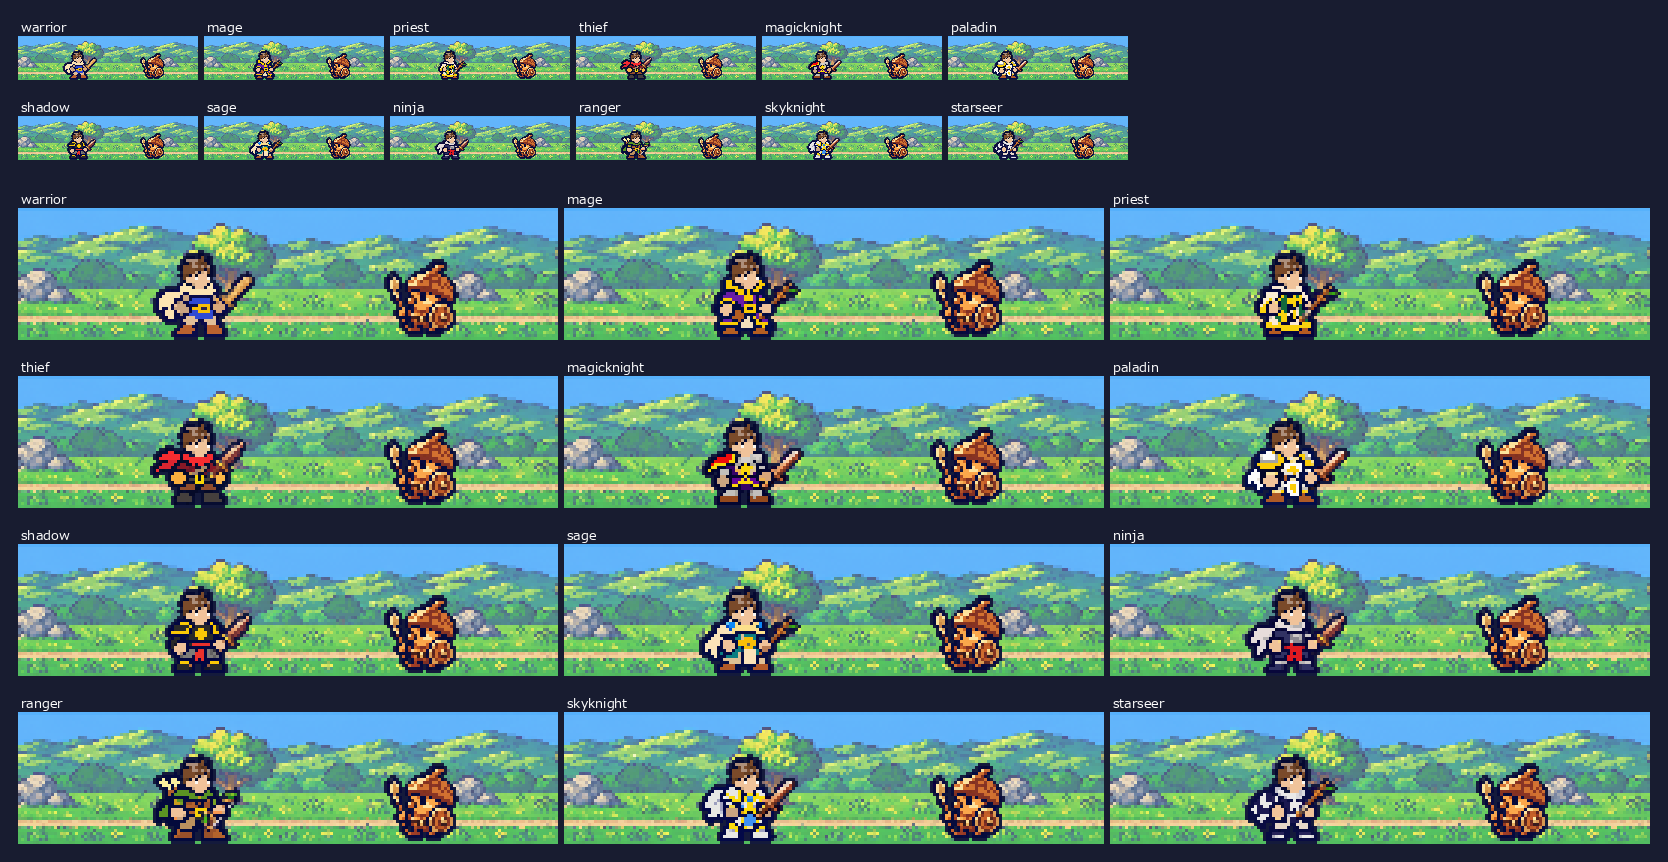 warrior mage priest thief magicknight paladin
shadow sage ninja ranger skyknight starseer
warrior mage priest
thief magicknight paladin
shadow sage ninja
ranger skyknight starseer